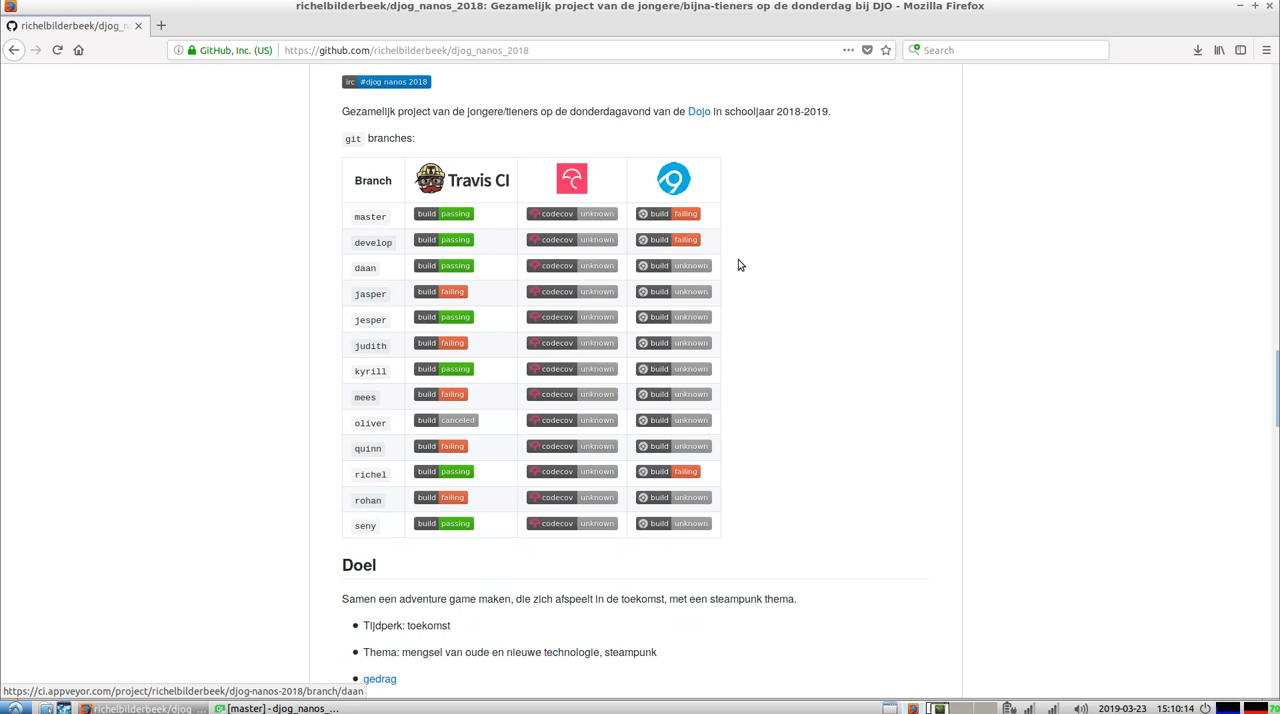 richelbilderbeek/djog_nanos_2018: Gezamelijk project van de jongere/bijna-tieners op de donderdag bij DJO - Mozilla Firefox
richelbilderbeek/djog_n
GitHub, Inc. (US)
https://github.com/richelbilderbeek/djog_nanos_2018
Search
irc #djog nanos 2018
Gezamelijk project van de jongere/tieners op de donderdagavond van de Dojo in schooljaar 2018-2019.
git branches:
Branch Travis CI
master build passing codecov unknown build failing
develop build passing codecov unknown build failing
daan build passing codecov unknown build unknown
jasper build failing codecov unknown build unknown
jesper build passing codecov unknown build unknown
judith build failing codecov unknown build unknown
kyrill build passing codecov unknown build unknown
mees build failing codecov unknown build unknown
oliver build canceled codecov unknown build unknown
quinn build failing codecov unknown build unknown
richel build passing codecov unknown build failing
rohan build failing codecov unknown build unknown
seny build passing codecov unknown build unknown
Doel
Samen een adventure game maken, die zich afspeelt in de toekomst, met een steampunk thema.
Tijdperk: toekomst
Thema: mengsel van oude en nieuwe technologie, steampunk
gedrag
https://ci.appveyor.com/project/richelbilderbeek/djog-nanos-2018/branch/daan
richelbilderbeek/djog_... [master] - djog_nanos_... 2019-03-23 15:10:14 70